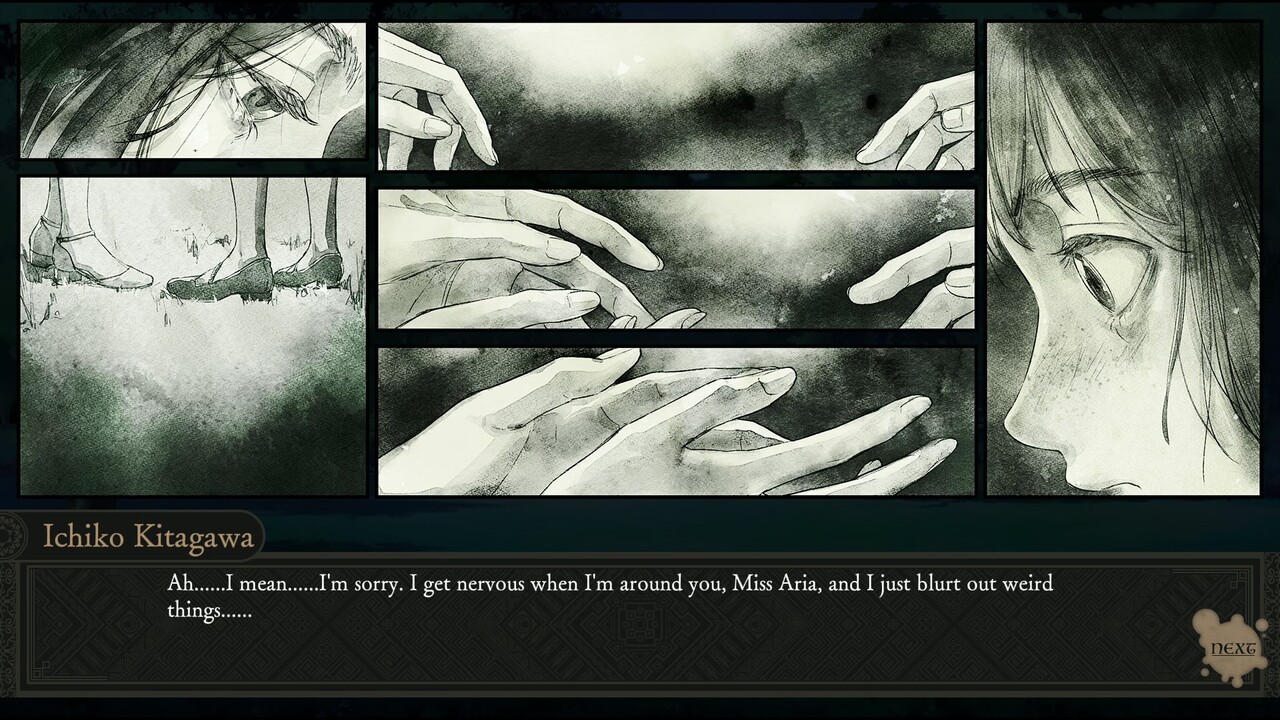 Ichiko Kitagawa
Ah......I mean......I'm sorry. I get nervous when I'm around you, Miss Aria, and I just blurt out weird
things......
NEXT